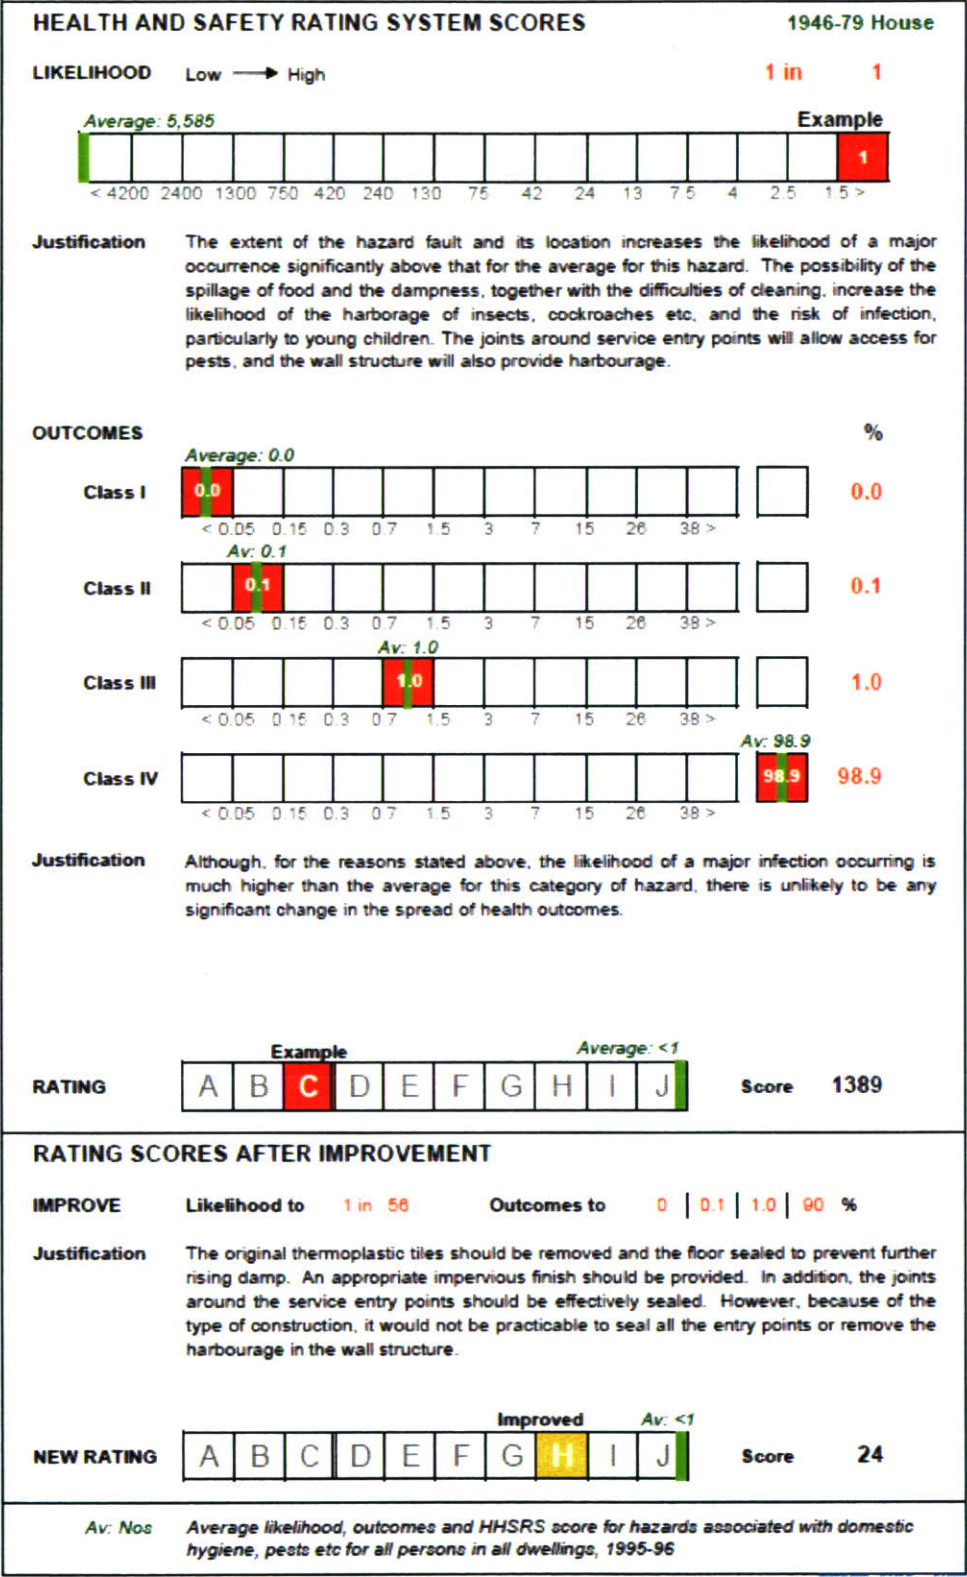 HEALTH AND SAFETY RATING SYSTEM SCORES 1946-79 House
LIKELIHOOD Low → High 1 in 1
Average: 5,585 Example
1
< 4200 2400 1300 750 420 240 130 75 42 24 13 7.5 4 2.5 1.5 >
Justification The extent of the hazard fault and its location increases the likelihood of a major
occurrence significantly above that for the average for this hazard. The possibility of the
spillage of food and the dampness, together with the difficulties of cleaning, increase the
likelihood of the harborage of insects, cockroaches etc, and the risk of infection,
particularly to young children. The joints around service entry points will allow access for
pests, and the wall structure will also provide harbourage.
OUTCOMES %
Average: 0.0
Class I 0.0 0.0
< 0.05 0.15 0.3 0.7 1.5 3 7 15 26 38 >
Av: 0.1
Class II 0.1 0.1
< 0.05 0.15 0.3 0.7 1.5 3 7 15 26 38 >
Av: 1.0
Class III 1.0 1.0
< 0.05 0.15 0.3 0.7 1.5 3 7 15 26 38 >
Av: 98.9
Class IV 98.9 98.9
< 0.05 0.15 0.3 0.7 1.5 3 7 15 26 38 >
Justification Although, for the reasons stated above, the likelihood of a major infection occurring is
much higher than the average for this category of hazard, there is unlikely to be any
significant change in the spread of health outcomes.
Example Average: <1
RATING A B C D E F G H I J Score 1389
RATING SCORES AFTER IMPROVEMENT
IMPROVE Likelihood to 1 in 56 Outcomes to 0 | 0.1 | 1.0 | 90 %
Justification The original thermoplastic tiles should be removed and the floor sealed to prevent further
rising damp. An appropriate impervious finish should be provided. In addition, the joints
around the service entry points should be effectively sealed. However, because of the
type of construction, it would not be practicable to seal all the entry points or remove the
harbourage in the wall structure.
Improved Av: <1
NEW RATING A B C D E F G H I J Score 24
Av: Nos Average likelihood, outcomes and HHSRS score for hazards associated with domestic
hygiene, pests etc for all persons in all dwellings, 1995-96